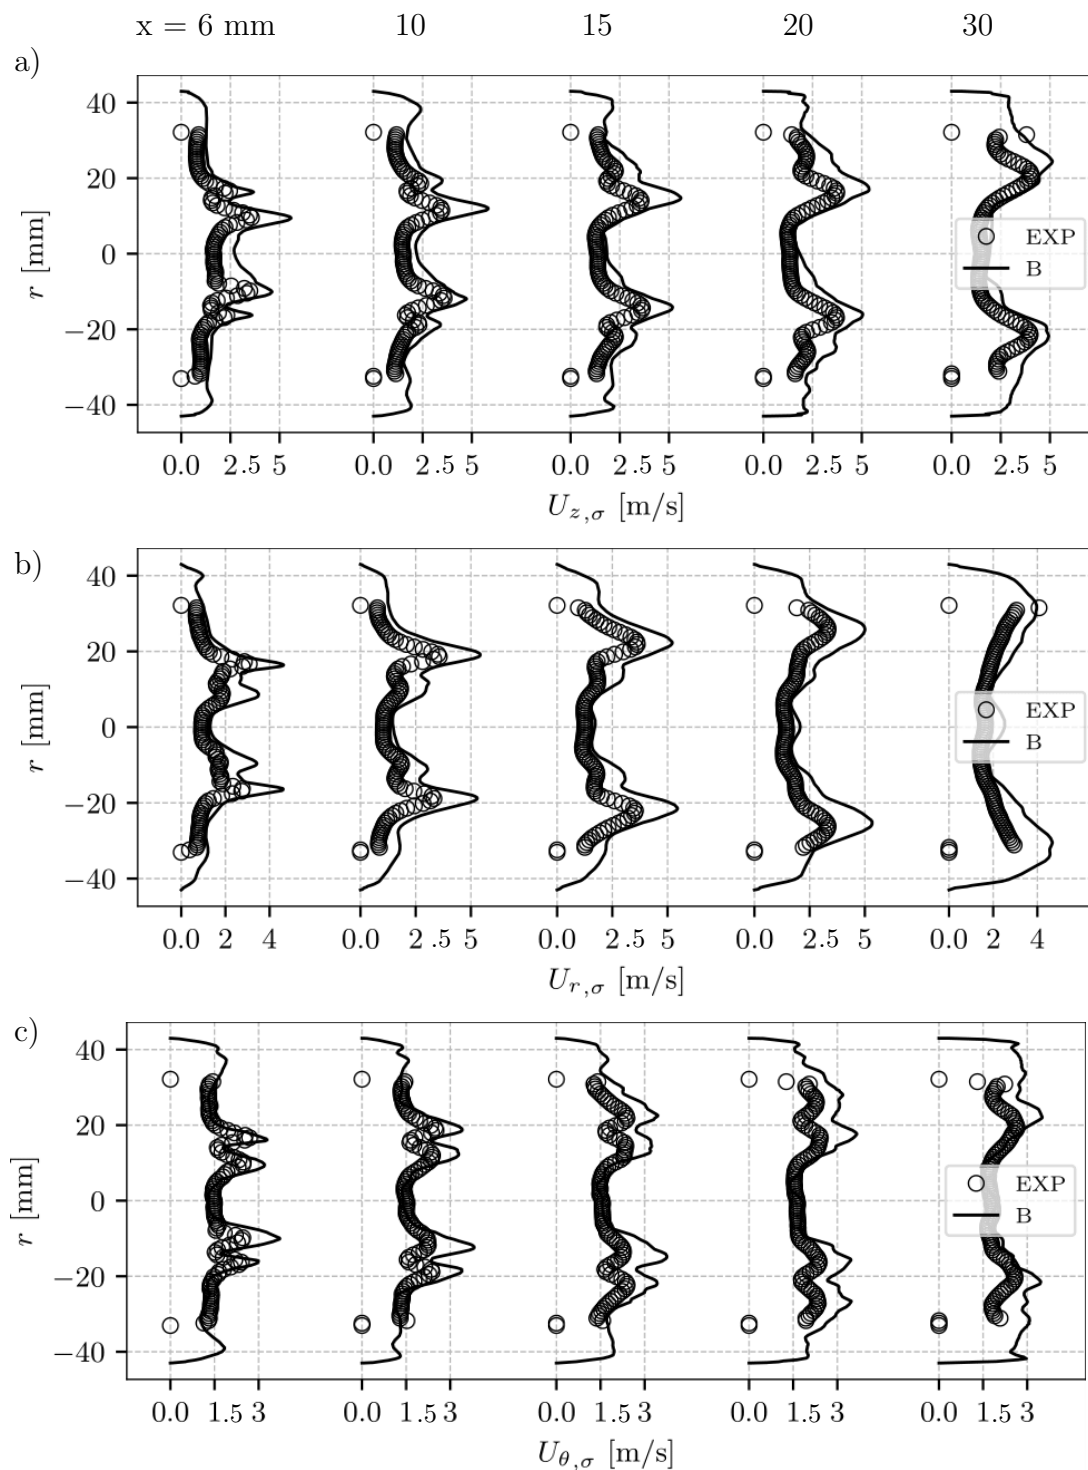 x = 6 mm 10 15 20 30
a)
40
20
0
−20
−40
r [mm]
EXP
B
0.0 2.5 5 0.0 2.5 5 0.0 2.5 5 0.0 2.5 5 0.0 2.5 5
U_{z,σ} [m/s]
b)
40
20
0
−20
−40
r [mm]
EXP
B
0.0 2 4 0.0 2.5 5 0.0 2.5 5 0.0 2.5 5 0.0 2 4
U_{r,σ} [m/s]
c)
40
20
0
−20
−40
r [mm]
EXP
B
0.0 1.5 3 0.0 1.5 3 0.0 1.5 3 0.0 1.5 3 0.0 1.5 3
U_{θ,σ} [m/s]